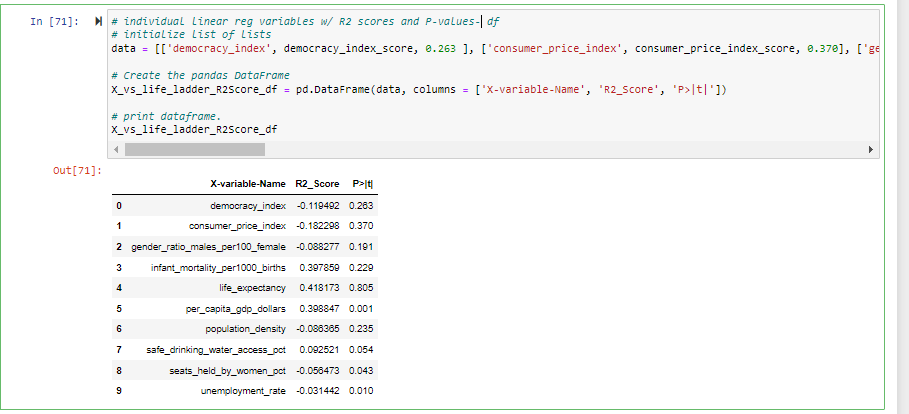 In [71]: # individual linear reg variables w/ R2 scores and P-values- df
# initialize list of lists
data = [['democracy_index', democracy_index_score, 0.263 ], ['consumer_price_index', consumer_price_index_score, 0.370], ['ge
# Create the pandas DataFrame
X_vs_life_ladder_R2Score_df = pd.DataFrame(data, columns = ['X-variable-Name', 'R2_Score', 'P>|t|'])
# print dataframe.
X_vs_life_ladder_R2Score_df
Out[71]:
X-variable-Name R2_Score P>|t|
0 democracy_index -0.119492 0.263
1 consumer_price_index -0.182298 0.370
2 gender_ratio_males_per100_female -0.088277 0.191
3 infant_mortality_per1000_births 0.397859 0.229
4 life_expectancy 0.418173 0.805
5 per_capita_gdp_dollars 0.398847 0.001
6 population_density -0.086365 0.235
7 safe_drinking_water_access_pct 0.092521 0.054
8 seats_held_by_women_pct -0.056473 0.043
9 unemployment_rate -0.031442 0.010